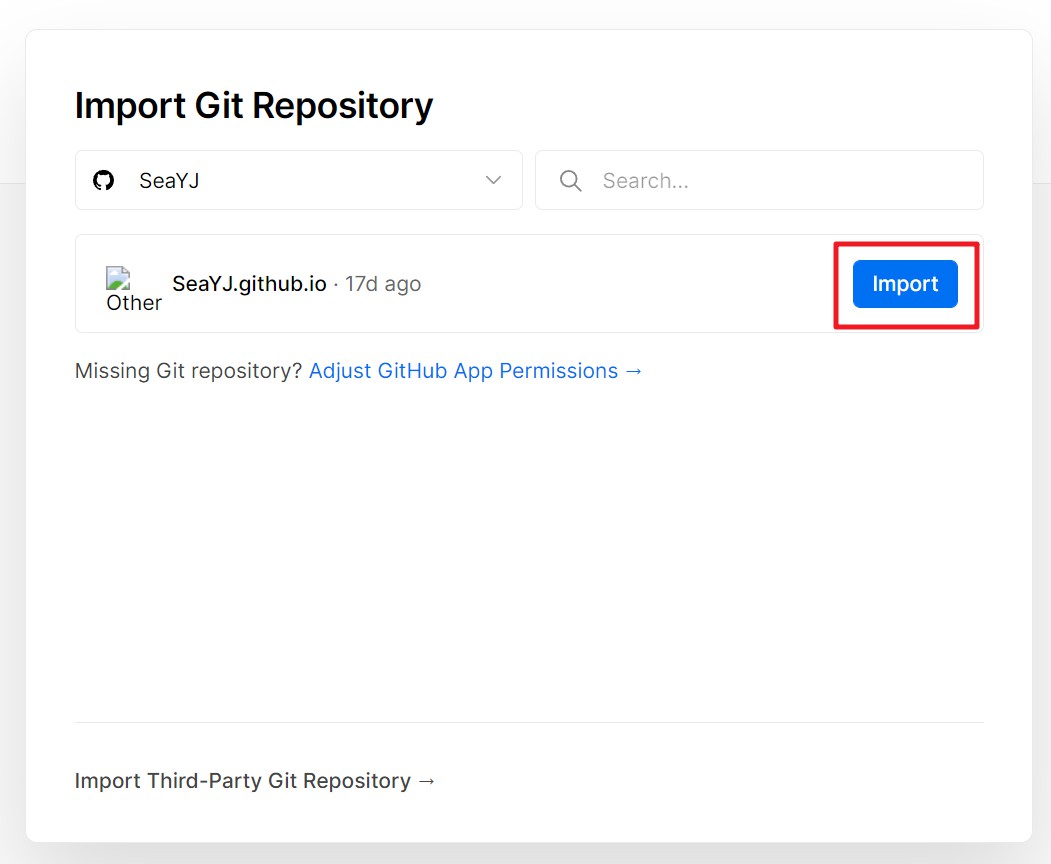 Import Git Repository
SeaYJ
Search...
Other
SeaYJ.github.io · 17d ago
Import
Missing Git repository? Adjust GitHub App Permissions →
Import Third-Party Git Repository →